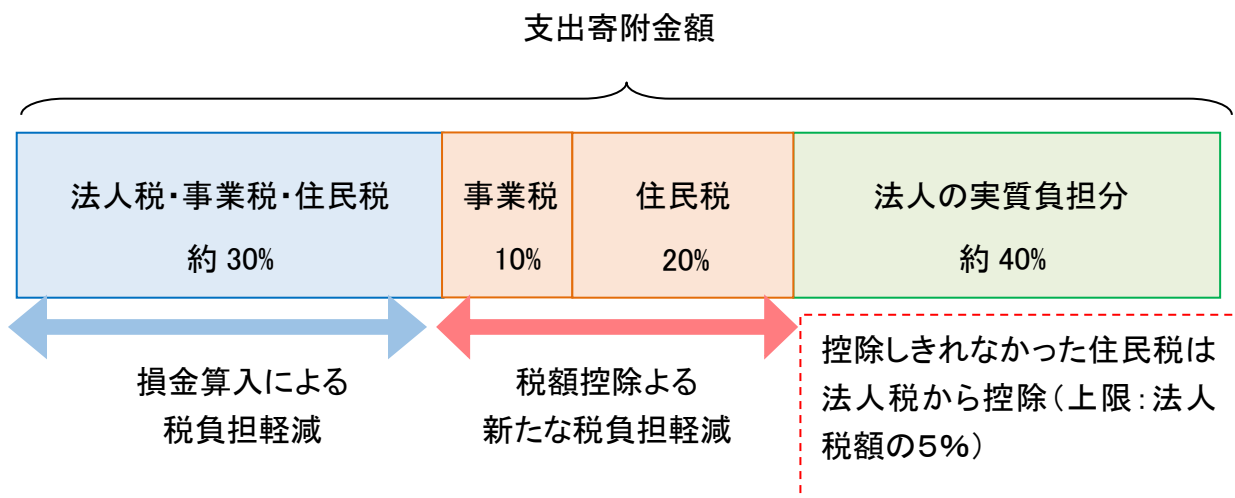 支出寄附金額
法人税・事業税・住民税
約 30%
事業税
10%
住民税
20%
法人の実質負担分
約 40%
損金算入による
税負担軽減
税額控除よる
新たな税負担軽減
控除しきれなかった住民税は
法人税から控除（上限：法人
税額の５％）